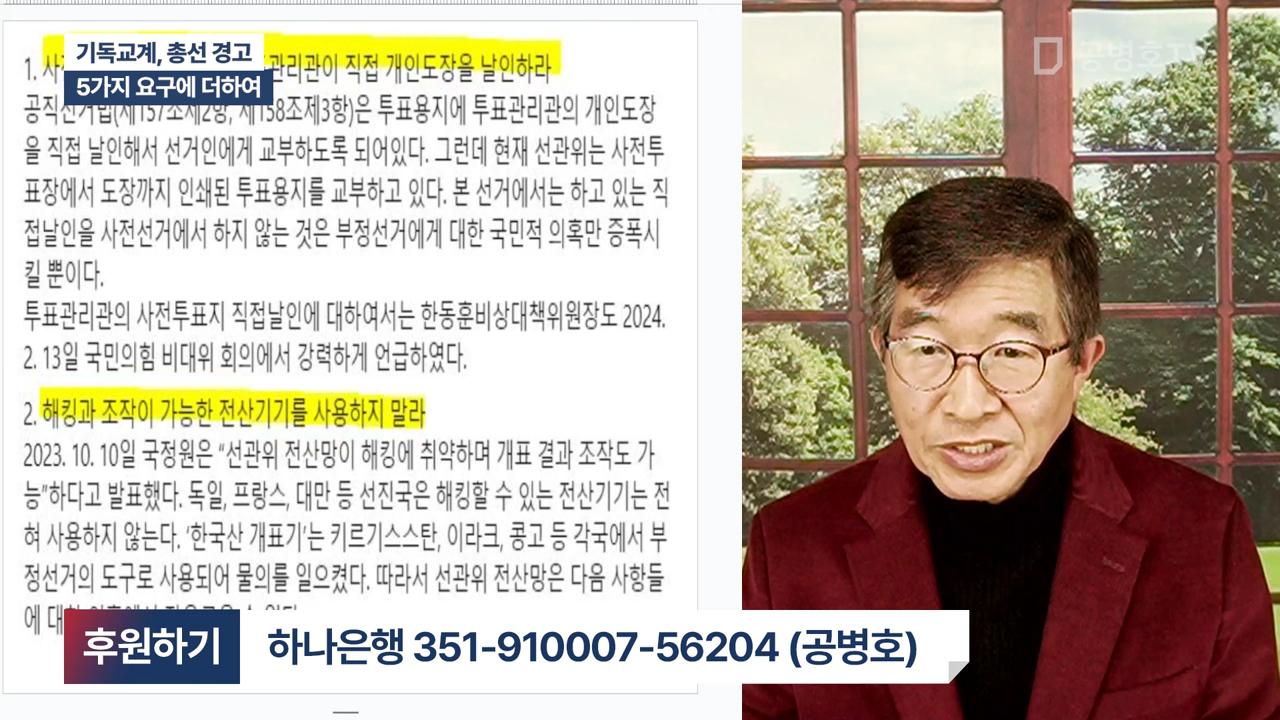 기독교계, 총선 경고
5가지 요구에 더하여
1. 관리관이 직접 개인도장을 날인하라
공직선거법(제157조제2항, 제158조제3항)은 투표용지에 투표관리관의 개인도장
을 직접 날인해서 선거인에게 교부하도록 되어있다. 그런데 현재 선관위는 사전투
표장에서 도장까지 인쇄된 투표용지를 교부하고 있다. 본 선거에서는 하고 있는 직
접날인을 사전선거에서 하지 않는 것은 부정선거에게 대한 국민적 의혹만 증폭시
킬 뿐이다.
투표관리관의 사전투표지 직접날인에 대하여서는 한동훈비상대책위원장도 2024.
2. 13일 국민의힘 비대위 회의에서 강력하게 언급하였다.
2. 해킹과 조작이 가능한 전산기기를 사용하지 말라
2023. 10. 10일 국정원은 “선관위 전산망이 해킹에 취약하며 개표 결과 조작도 가
능”하다고 발표했다. 독일, 프랑스, 대만 등 선진국은 해킹할 수 있는 전산기기는 전
혀 사용하지 않는다. ‘한국산 개표기’는 키르기스스탄, 이라크, 콩고 등 각국에서 부
정선거의 도구로 사용되어 물의를 일으켰다. 따라서 선관위 전산망은 다음 사항들
에
공병호TV
후원하기
하나은행 351-910007-56204 (공병호)